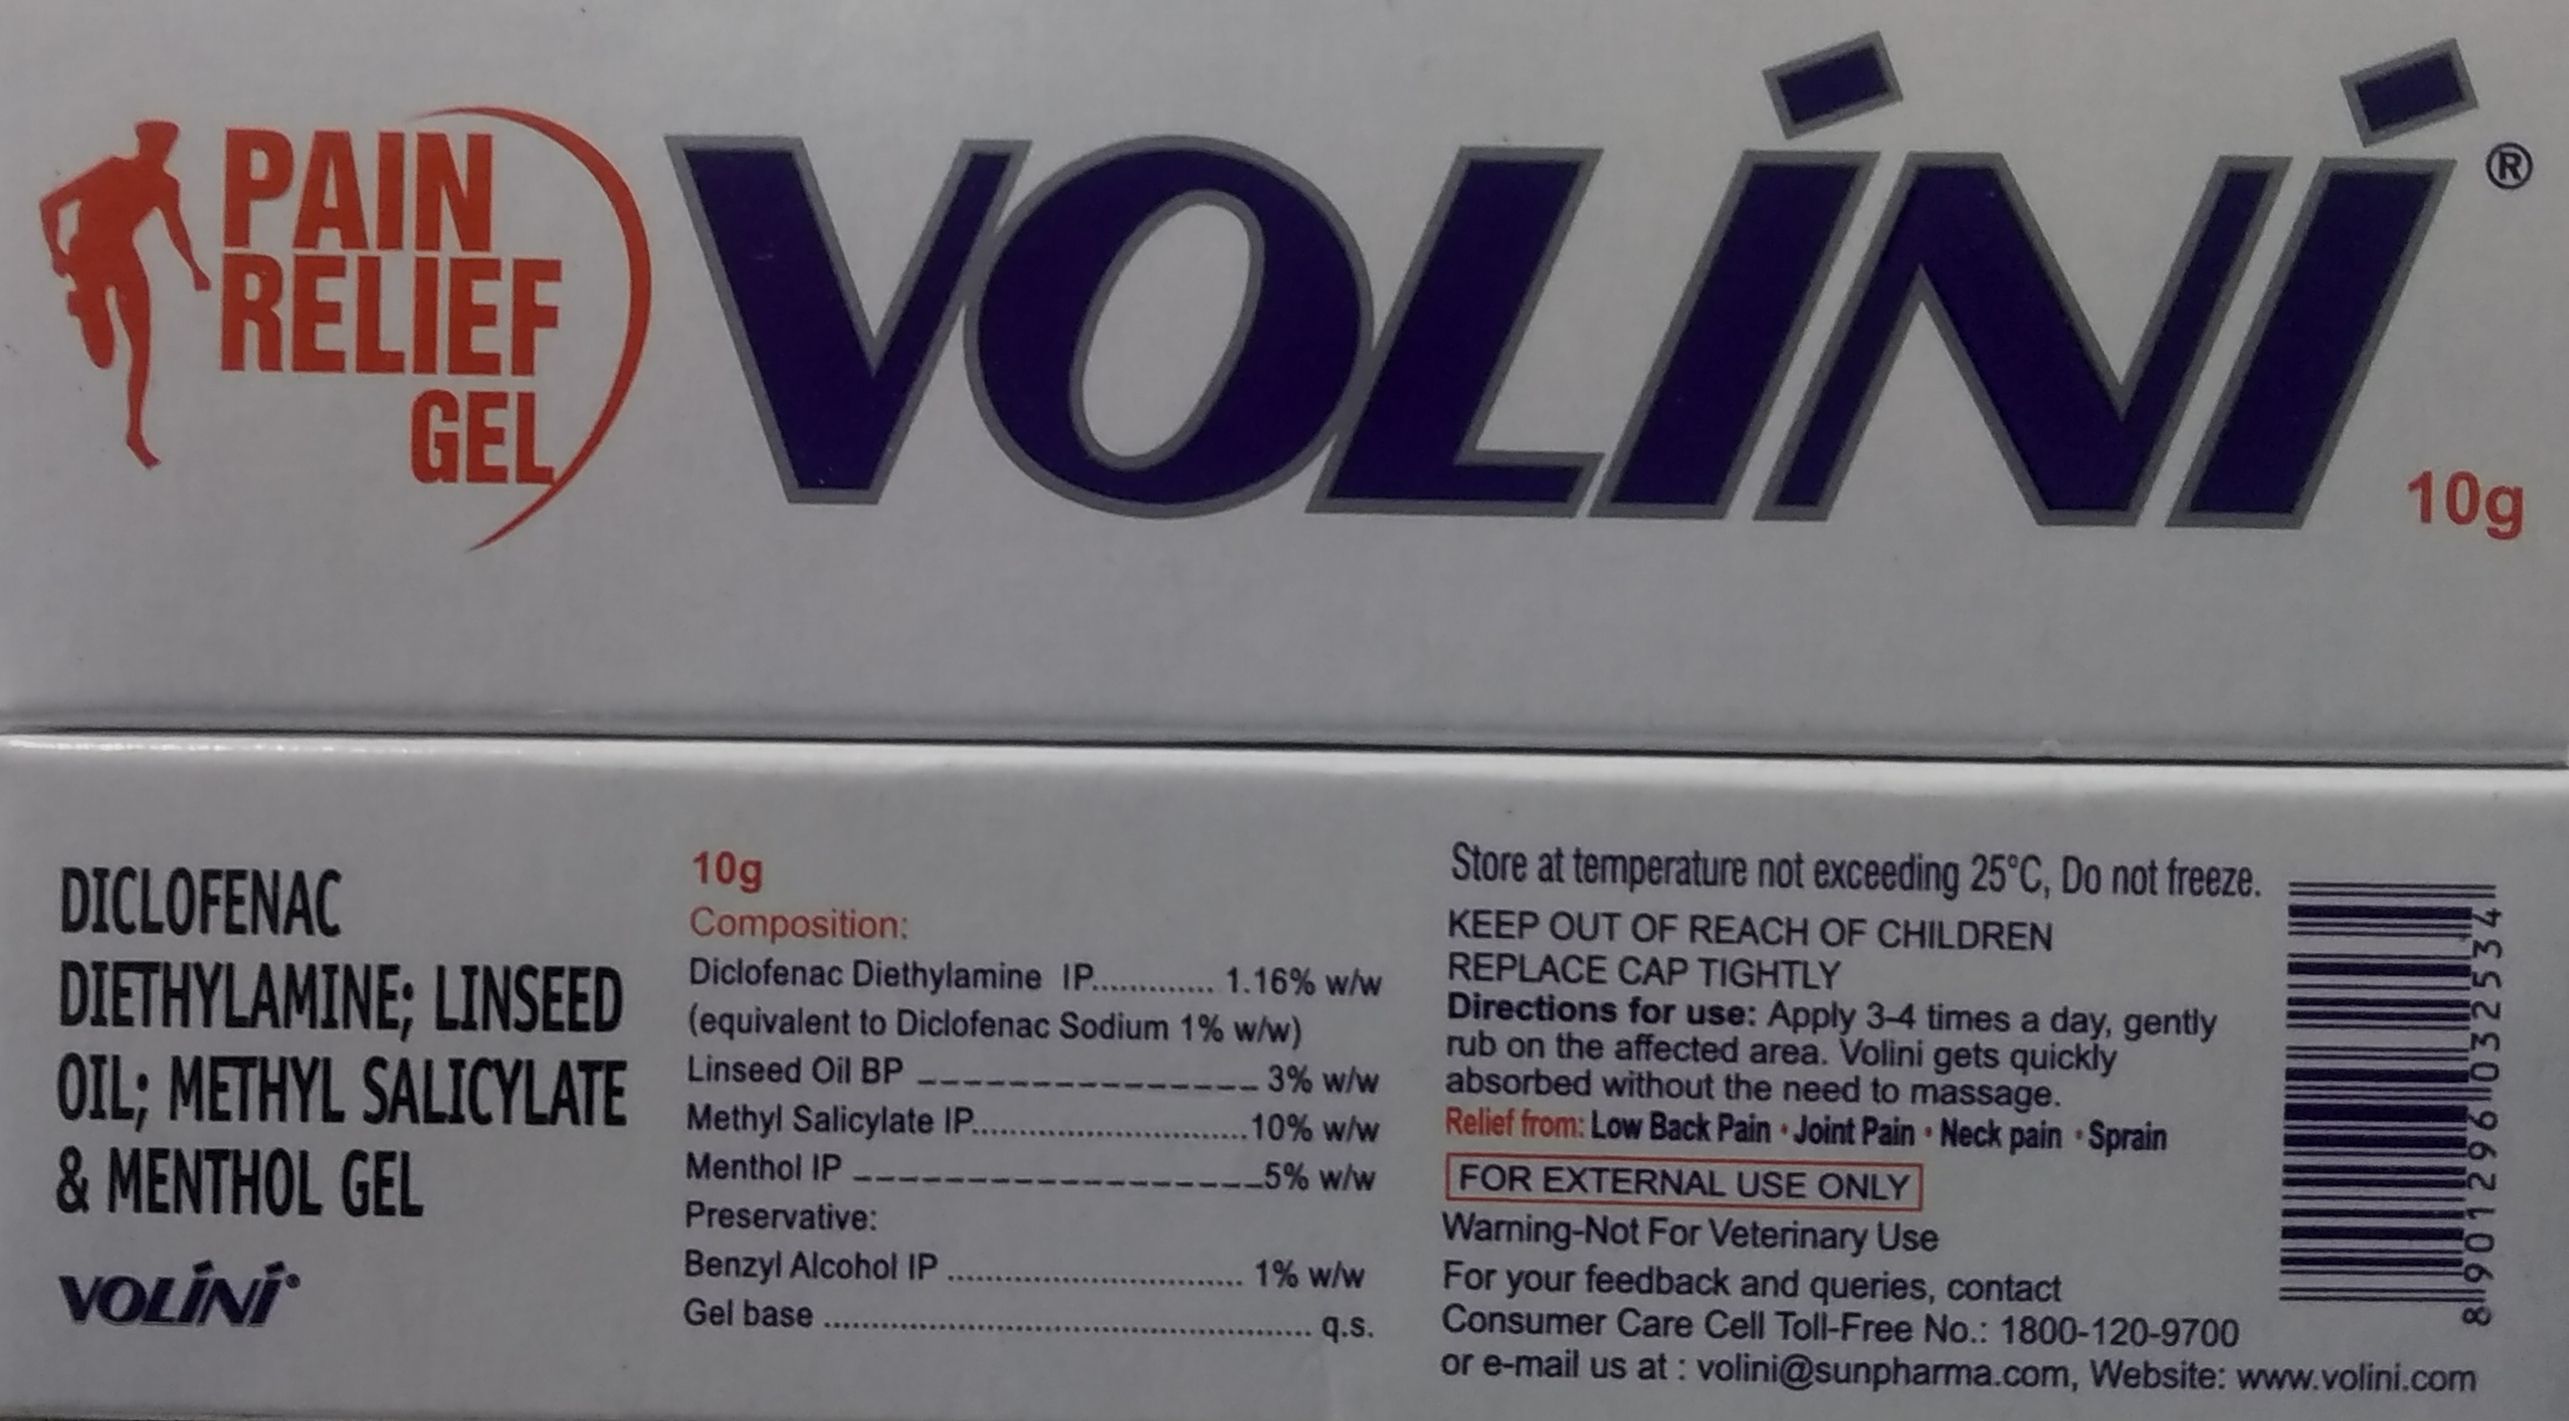 PAIN
RELIEF
GEL
VOLINI®
10g
DICLOFENAC
DIETHYLAMINE; LINSEED
OIL; METHYL SALICYLATE
& MENTHOL GEL
VOLINI®
10g
Composition:
Diclofenac Diethylamine IP............. 1.16% w/w
(equivalent to Diclofenac Sodium 1% w/w)
Linseed Oil BP _______________ 3% w/w
Methyl Salicylate IP..............................10% w/w
Menthol IP __________________5% w/w
Preservative:
Benzyl Alcohol IP ................................ 1% w/w
Gel base ..................................................... q.s.
Store at temperature not exceeding 25°C, Do not freeze.
KEEP OUT OF REACH OF CHILDREN
REPLACE CAP TIGHTLY
Directions for use: Apply 3-4 times a day, gently
rub on the affected area. Volini gets quickly
absorbed without the need to massage.
Relief from: Low Back Pain • Joint Pain • Neck pain • Sprain
FOR EXTERNAL USE ONLY
Warning-Not For Veterinary Use
For your feedback and queries, contact
Consumer Care Cell Toll-Free No.: 1800-120-9700
or e-mail us at : volini@sunpharma.com, Website: www.volini.com
8 901296 032534